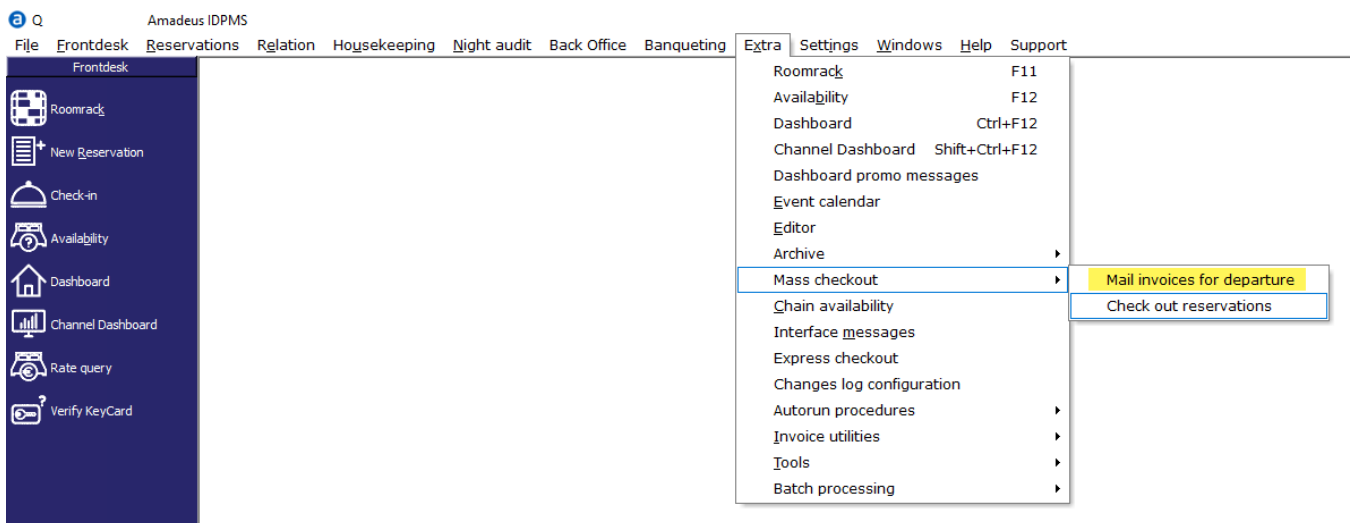 Q Amadeus IDPMS
File Frontdesk Reservations Relation Housekeeping Night audit Back Office Banqueting Extra Settings Windows Help Support
Frontdesk
Roomrack
New Reservation
Check-in
Availability
Dashboard
Channel Dashboard
Rate query
Verify KeyCard
Roomrack F11
Availability F12
Dashboard Ctrl+F12
Channel Dashboard Shift+Ctrl+F12
Dashboard promo messages
Event calendar
Editor
Archive
Mass checkout
Chain availability
Interface messages
Express checkout
Changes log configuration
Autorun procedures
Invoice utilities
Tools
Batch processing
Mail invoices for departure
Check out reservations